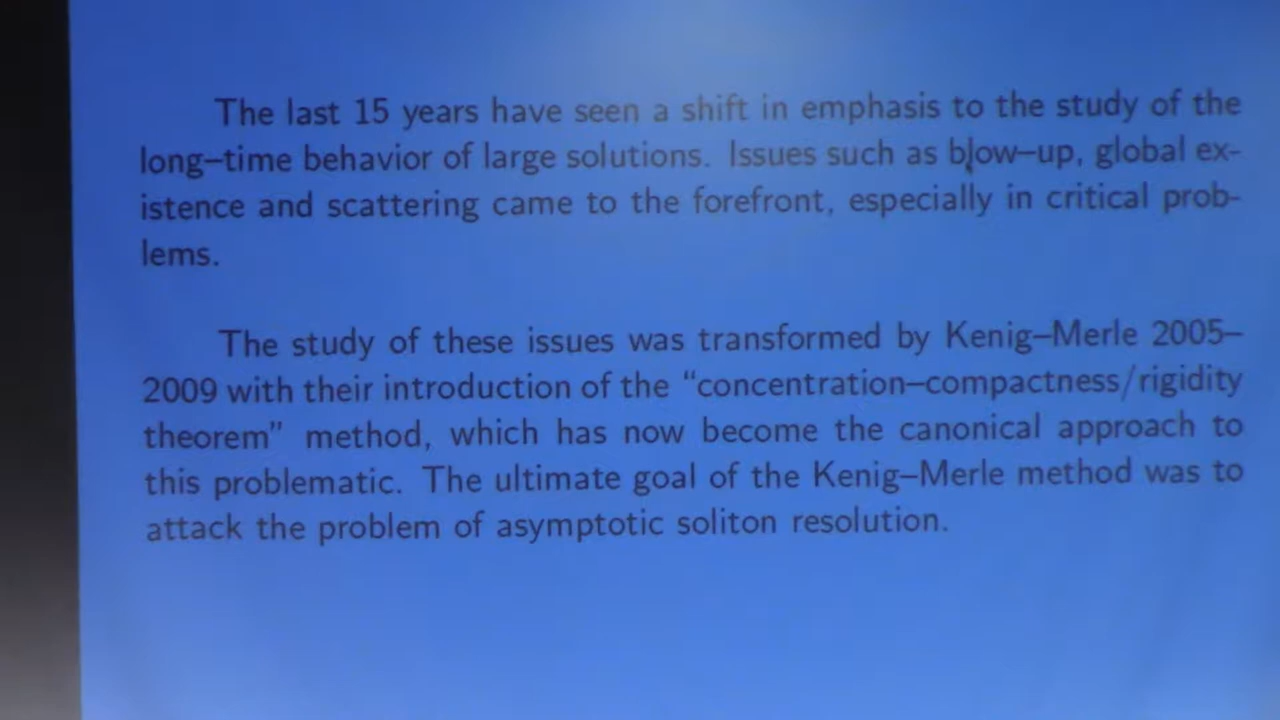 The last 15 years have seen a shift in emphasis to the study of the
long–time behavior of large solutions. Issues such as blow–up, global ex-
istence and scattering came to the forefront, especially in critical prob-
lems.
The study of these issues was transformed by Kenig–Merle 2005–
2009 with their introduction of the “concentration–compactness/rigidity
theorem” method, which has now become the canonical approach to
this problematic. The ultimate goal of the Kenig–Merle method was to
attack the problem of asymptotic soliton resolution.